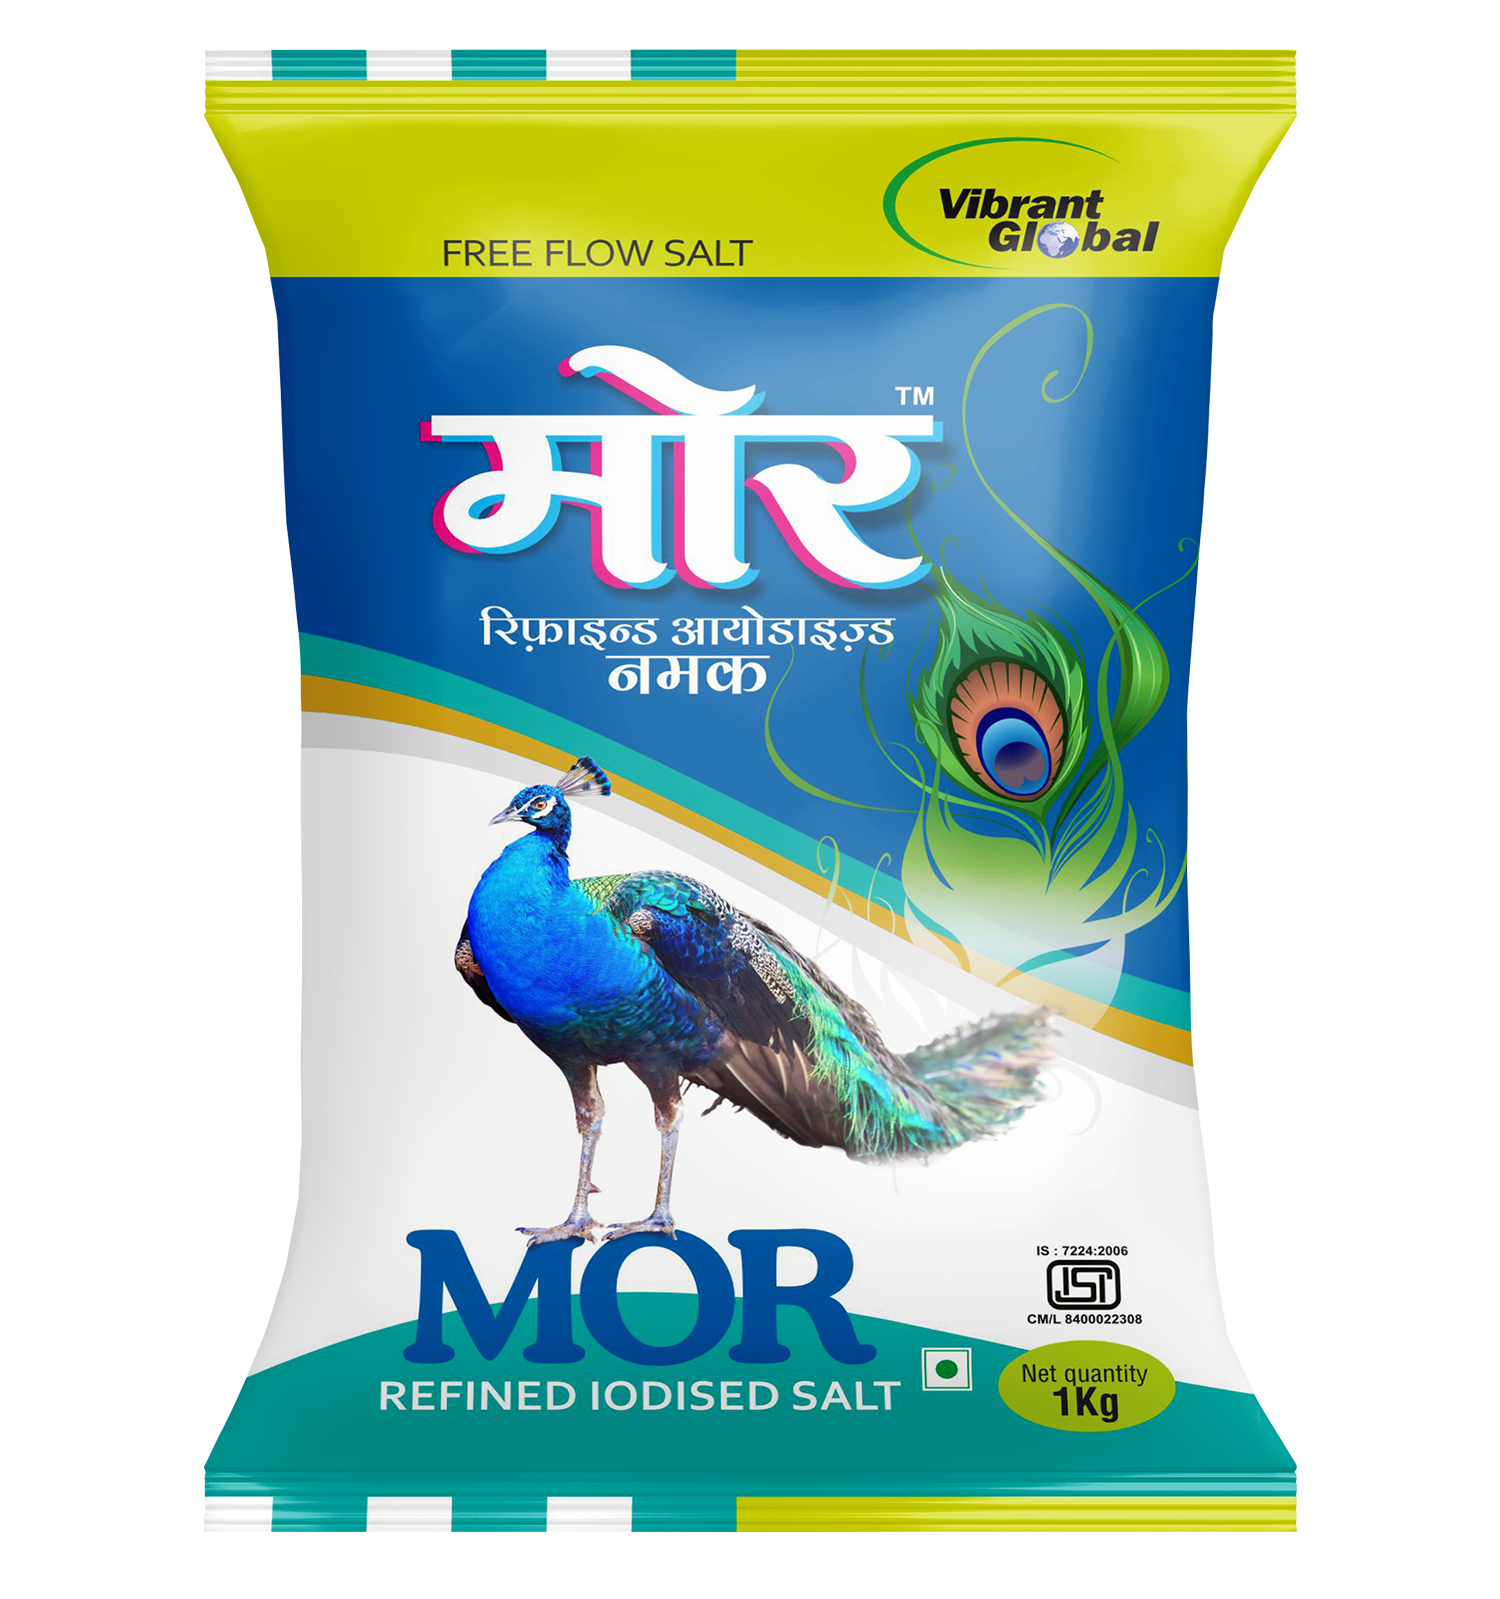 Vibrant
Global
FREE FLOW SALT
मोर™
रिफ़ाइन्ड आयोडाइज़्ड
नमक
MOR
REFINED IODISED SALT
IS : 7224:2006
ISI
CM/L 8400022308
Net quantity
1Kg